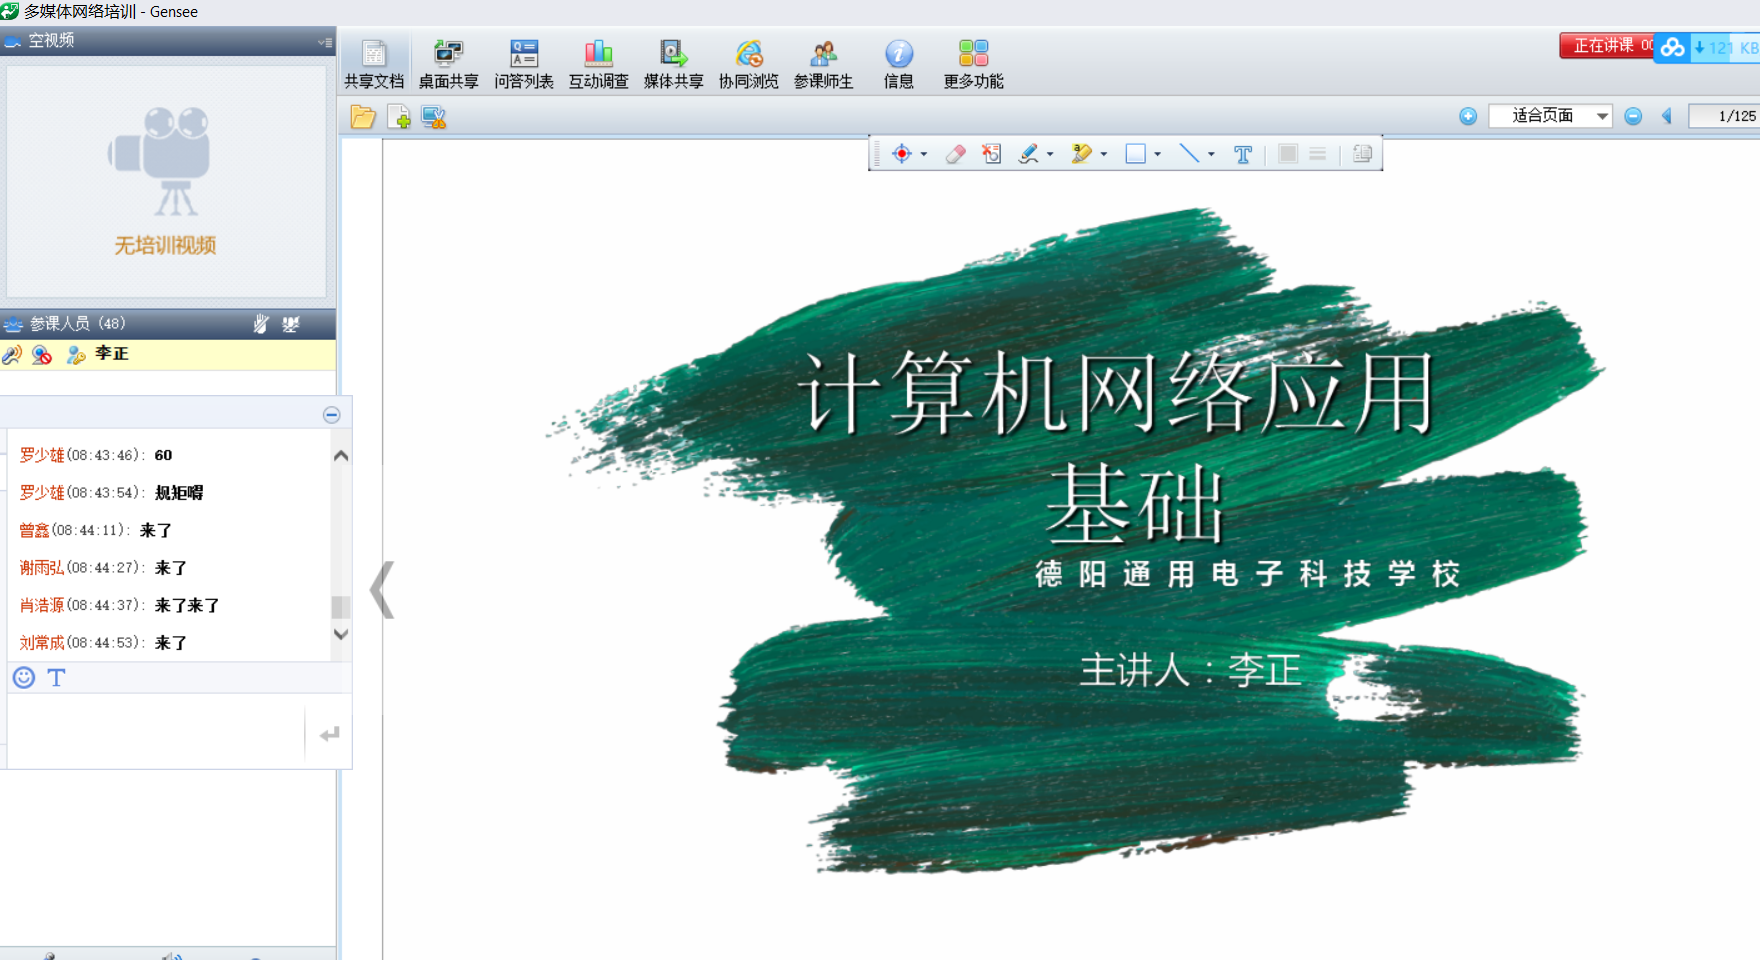 多媒体网络培训 - Gensee
空视频
无培训视频
参课人员 (48)
李正
罗少雄(08:43:46): 60
罗少雄(08:43:54): 规矩嘚
曾鑫(08:44:11): 来了
谢雨弘(08:44:27): 来了
肖浩源(08:44:37): 来了来了
刘常成(08:44:53): 来了
共享文档 桌面共享 问答列表 互动调查 媒体共享 协同浏览 参课师生 信息 更多功能
正在讲课 121 KB
适合页面 1/125
计算机网络应用
基础
德阳通用电子科技学校
主讲人：李正